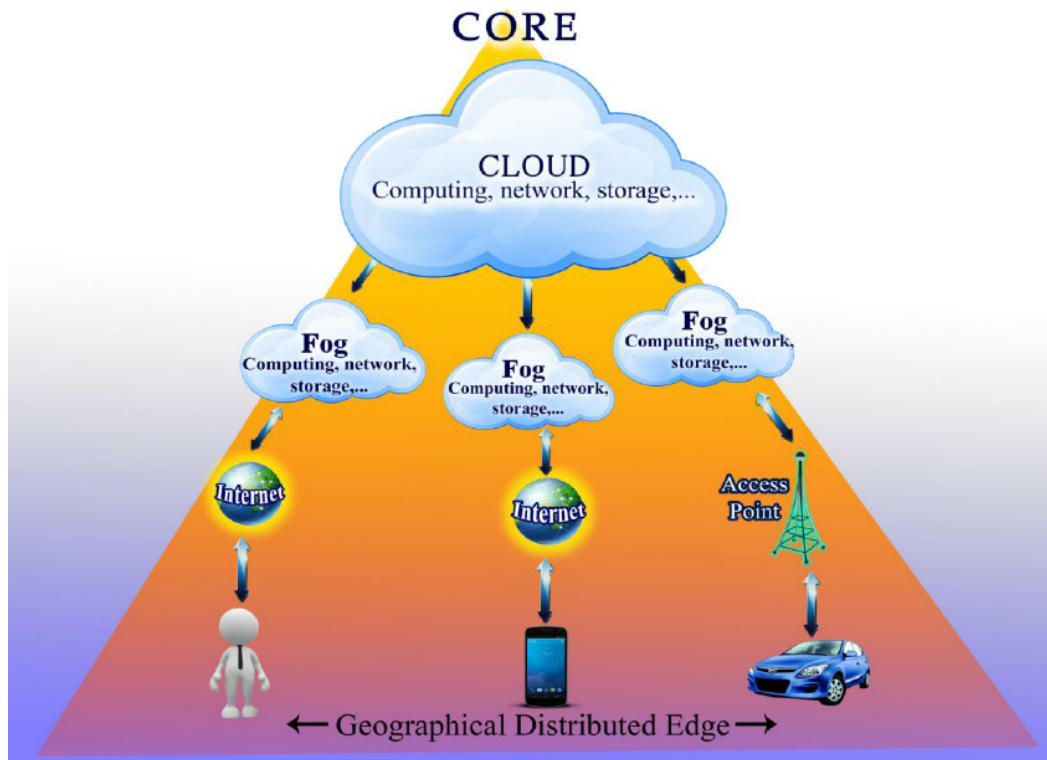 CORE
CLOUD
Computing, network, storage,...
Fog
Computing, network,
storage,...
Fog
Computing, network,
storage,...
Fog
Computing, network,
storage,...
Internet
Internet
Access
Point
Geographical Distributed Edge